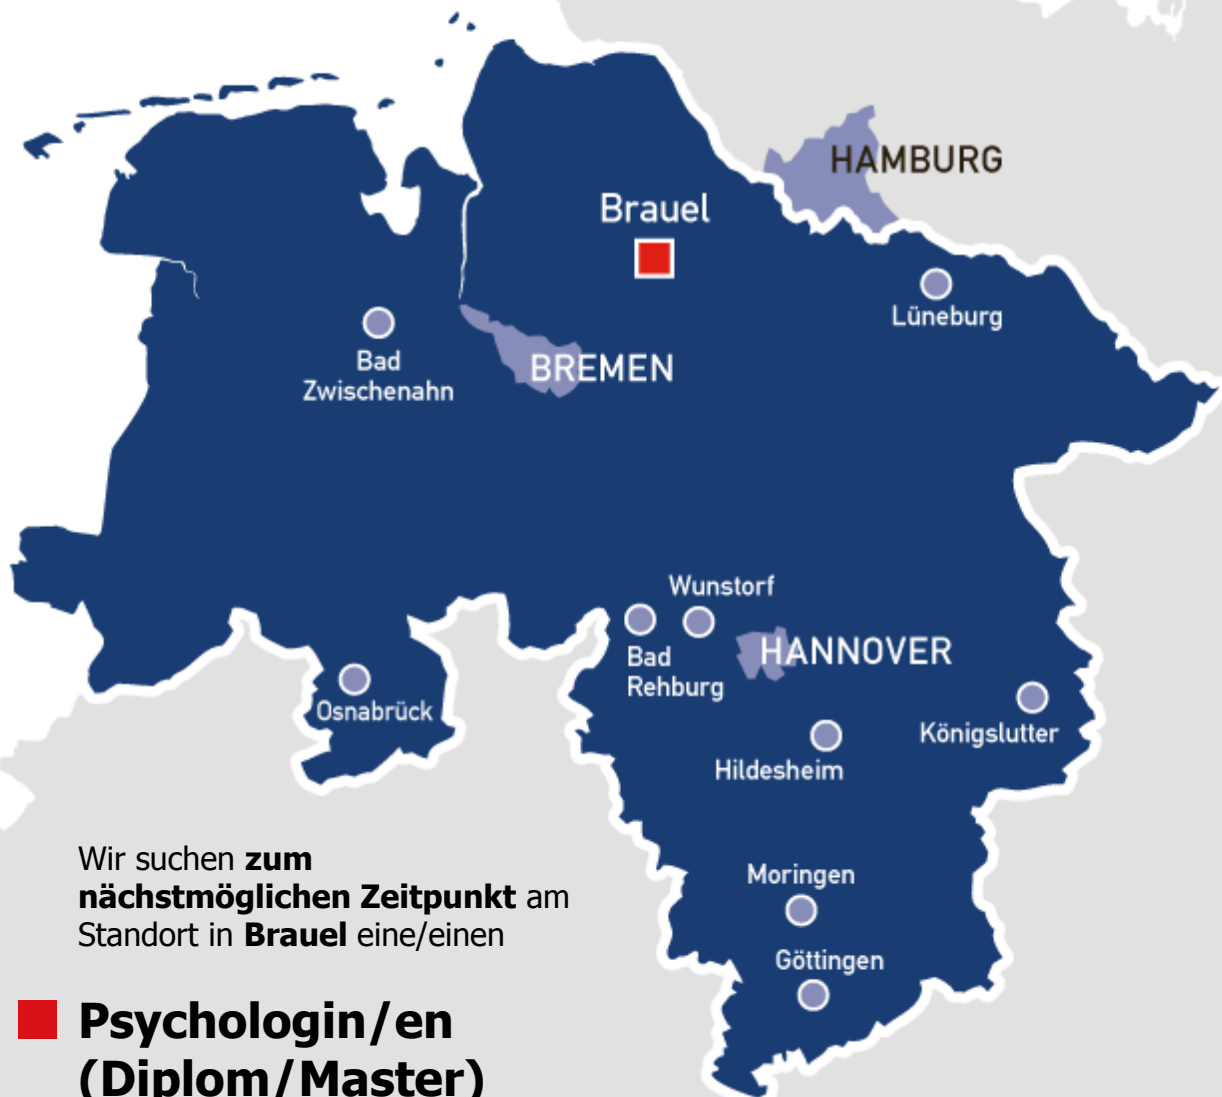 HAMBURG
Brauel
Lüneburg
Bad
Zwischenahn
BREMEN
Wunstorf
Bad
Rehburg
HANNOVER
Osnabrück
Königslutter
Hildesheim
Moringen
Göttingen
Wir suchen zum
nächstmöglichen Zeitpunkt am
Standort in Brauel eine/einen
Psychologin/en
(Diplom/Master)